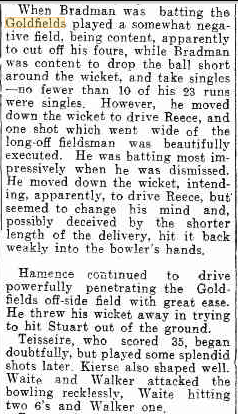 When Bradman was batting the
Goldfields played a somewhat nega-
tive field, being content, apparently
to cut off his fours, while Bradman
was content to drop the ball short
around the wicket, and take singles
—no fewer than 10 of his 23 runs
were singles. However, he moved
down the wicket to drive Reece, and
one shot which went wide of the
long-off fieldsman was beautifully
executed. He was batting most im-
pressively when he was dismissed.
He moved down the wicket, intend-
ing, apparently, to drive Reece, but
seemed to change his mind and,
possibly deceived by the shorter
length of the delivery, hit it back
weakly into the bowler's hands.
Hamence continued to drive
powerfully penetrating the Gold-
fields off-side field with great ease.
He threw his wicket away in trying
to hit Stuart out of the ground.
Teisseire, who scored 35, began
doubtfully, but played some splendid
shots later. Kierse also shaped well.
Waite and Walker attacked the
bowling recklessly, Waite hitting
two 6's and Walker one.